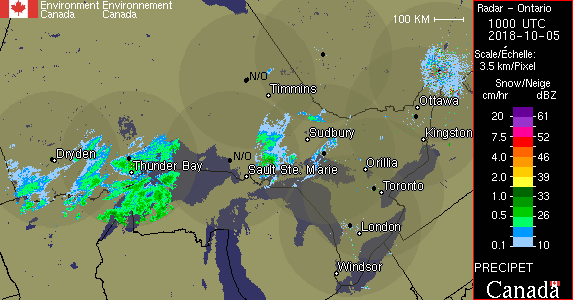 Environment Environnement
Canada Canada
100 KM
N/O
Timmins
Ottawa
Sudbury
Kingston
Dryden
N/O
Thunder Bay
Sault Ste. Marie
Orillia
Toronto
London
Windsor
Radar - Ontario
1000 UTC
2018-10-05
Scale/Échelle:
3.5 km/Pixel
Snow/Neige
cm/hr dBZ
20 61
10 57
7.5 52
4.0 46
2.0 39
1.0 33
0.5 26
0.1 10
PRECIPET
Canada